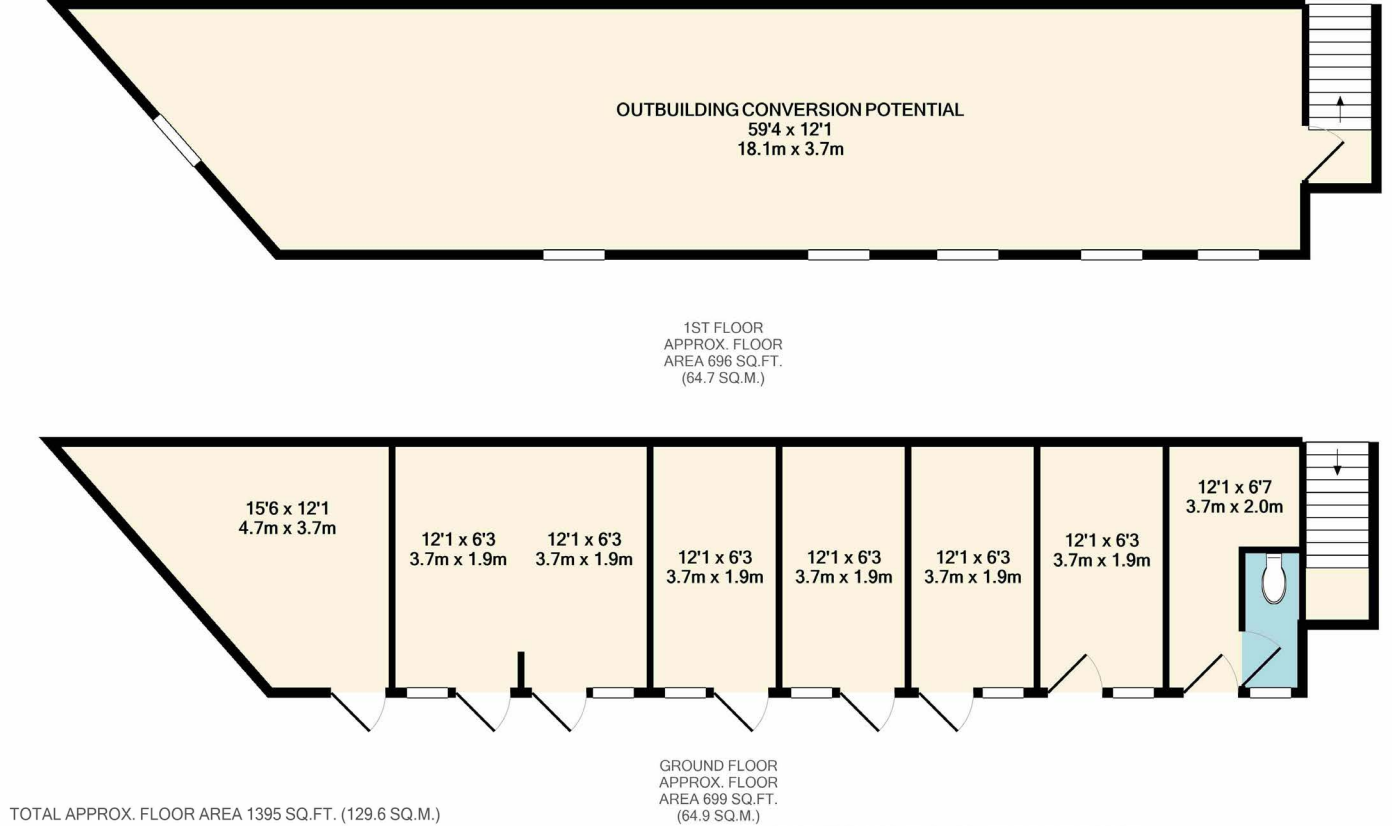 OUTBUILDING CONVERSION POTENTIAL
59'4 x 12'1
18.1m x 3.7m
1ST FLOOR
APPROX. FLOOR
AREA 696 SQ.FT.
(64.7 SQ.M.)
15'6 x 12'1
4.7m x 3.7m
12'1 x 6'3
3.7m x 1.9m
12'1 x 6'3
3.7m x 1.9m
12'1 x 6'3
3.7m x 1.9m
12'1 x 6'3
3.7m x 1.9m
12'1 x 6'3
3.7m x 1.9m
12'1 x 6'3
3.7m x 1.9m
12'1 x 6'7
3.7m x 2.0m
GROUND FLOOR
APPROX. FLOOR
AREA 699 SQ.FT.
(64.9 SQ.M.)
TOTAL APPROX. FLOOR AREA 1395 SQ.FT. (129.6 SQ.M.)